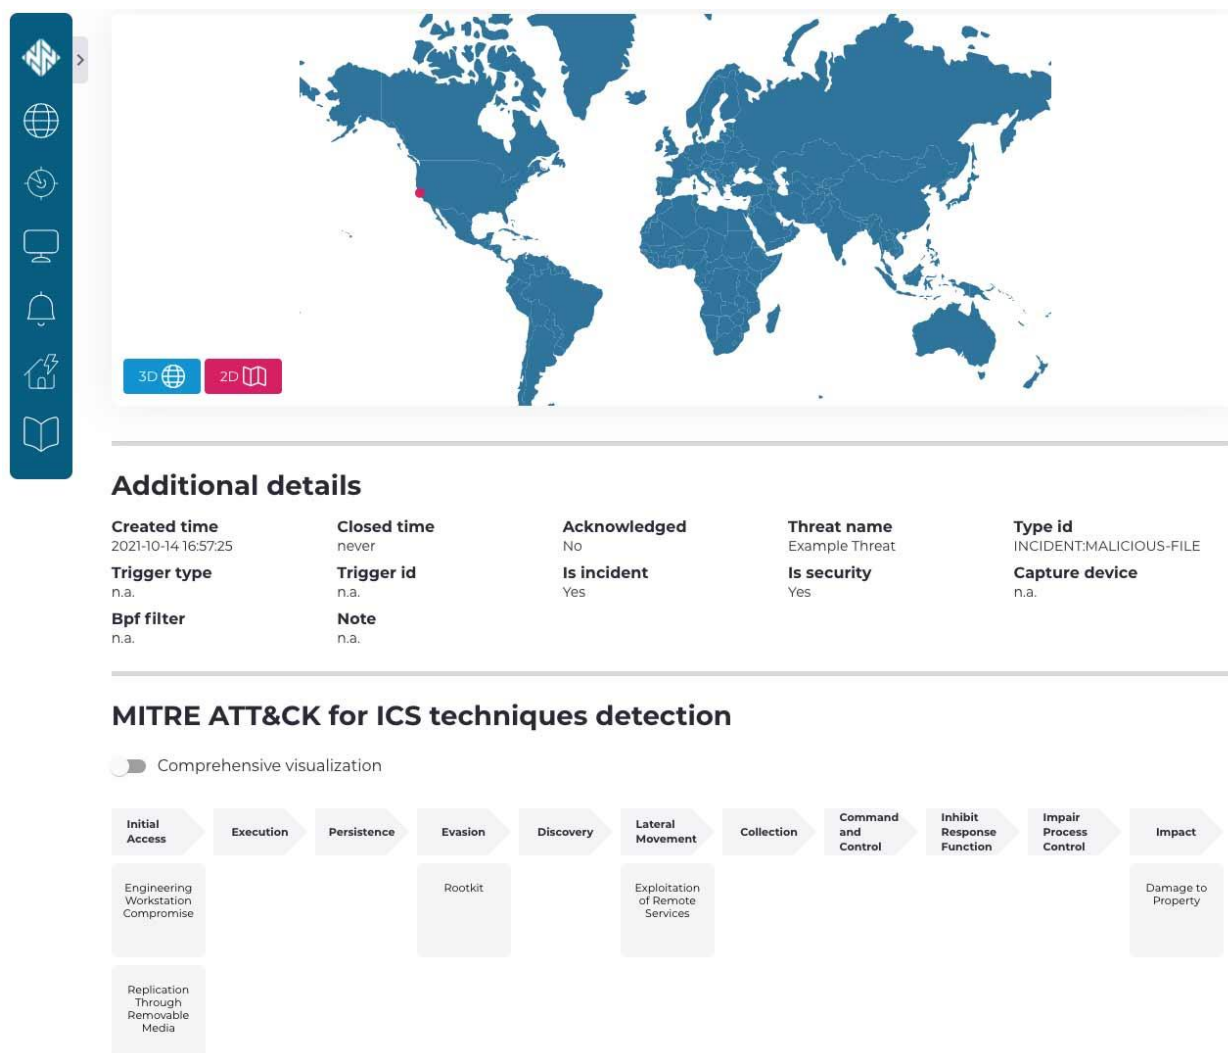 3D
2D
Additional details
Created time
2021-10-14 16:57:25
Closed time
never
Acknowledged
No
Threat name
Example Threat
Type id
INCIDENT:MALICIOUS-FILE
Trigger type
n.a.
Trigger id
n.a.
Is incident
Yes
Is security
Yes
Capture device
n.a.
Bpf filter
n.a.
Note
n.a.
MITRE ATT&CK for ICS techniques detection
Comprehensive visualization
Initial
Access
Execution
Persistence
Evasion
Discovery
Lateral
Movement
Collection
Command
and
Control
Inhibit
Response
Function
Impair
Process
Control
Impact
Engineering
Workstation
Compromise
Rootkit
Exploitation
of Remote
Services
Damage to
Property
Replication
Through
Removable
Media